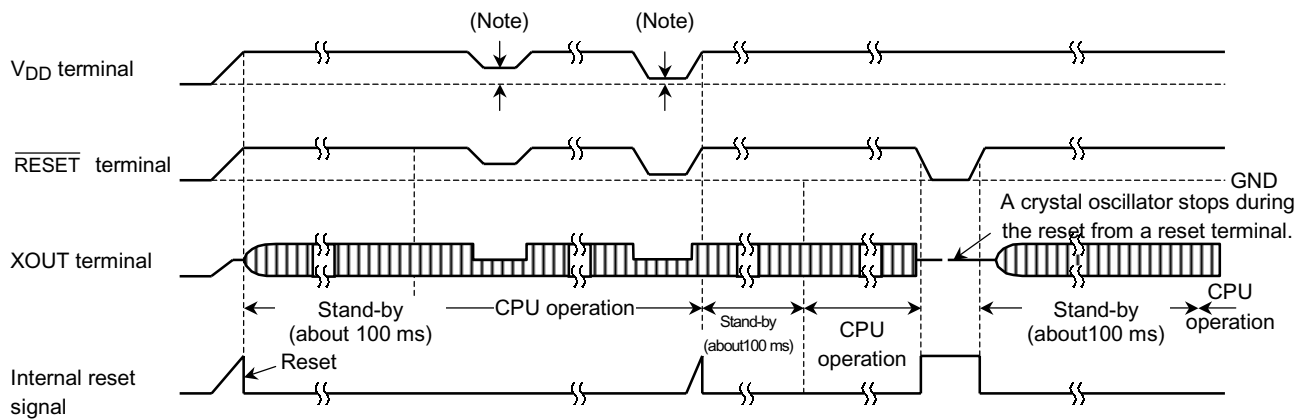 (Note)
(Note)
VDD terminal
RESET terminal
GND
A crystal oscillator stops during
the reset from a reset terminal.
XOUT terminal
Stand-by
(about 100 ms)
CPU operation
Stand-by
(about100 ms)
CPU
operation
Stand-by
(about100 ms)
CPU
operation
Reset
Internal reset
signal